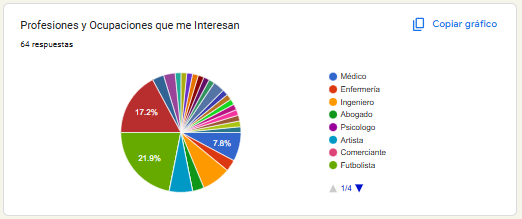 Profesiones y Ocupaciones que me Interesan
Copiar gráfico
64 respuestas
17.2%
21.9%
7.8%
Médico
Enfermería
Ingeniero
Abogado
Psicologo
Artista
Comerciante
Futbolista
1/4